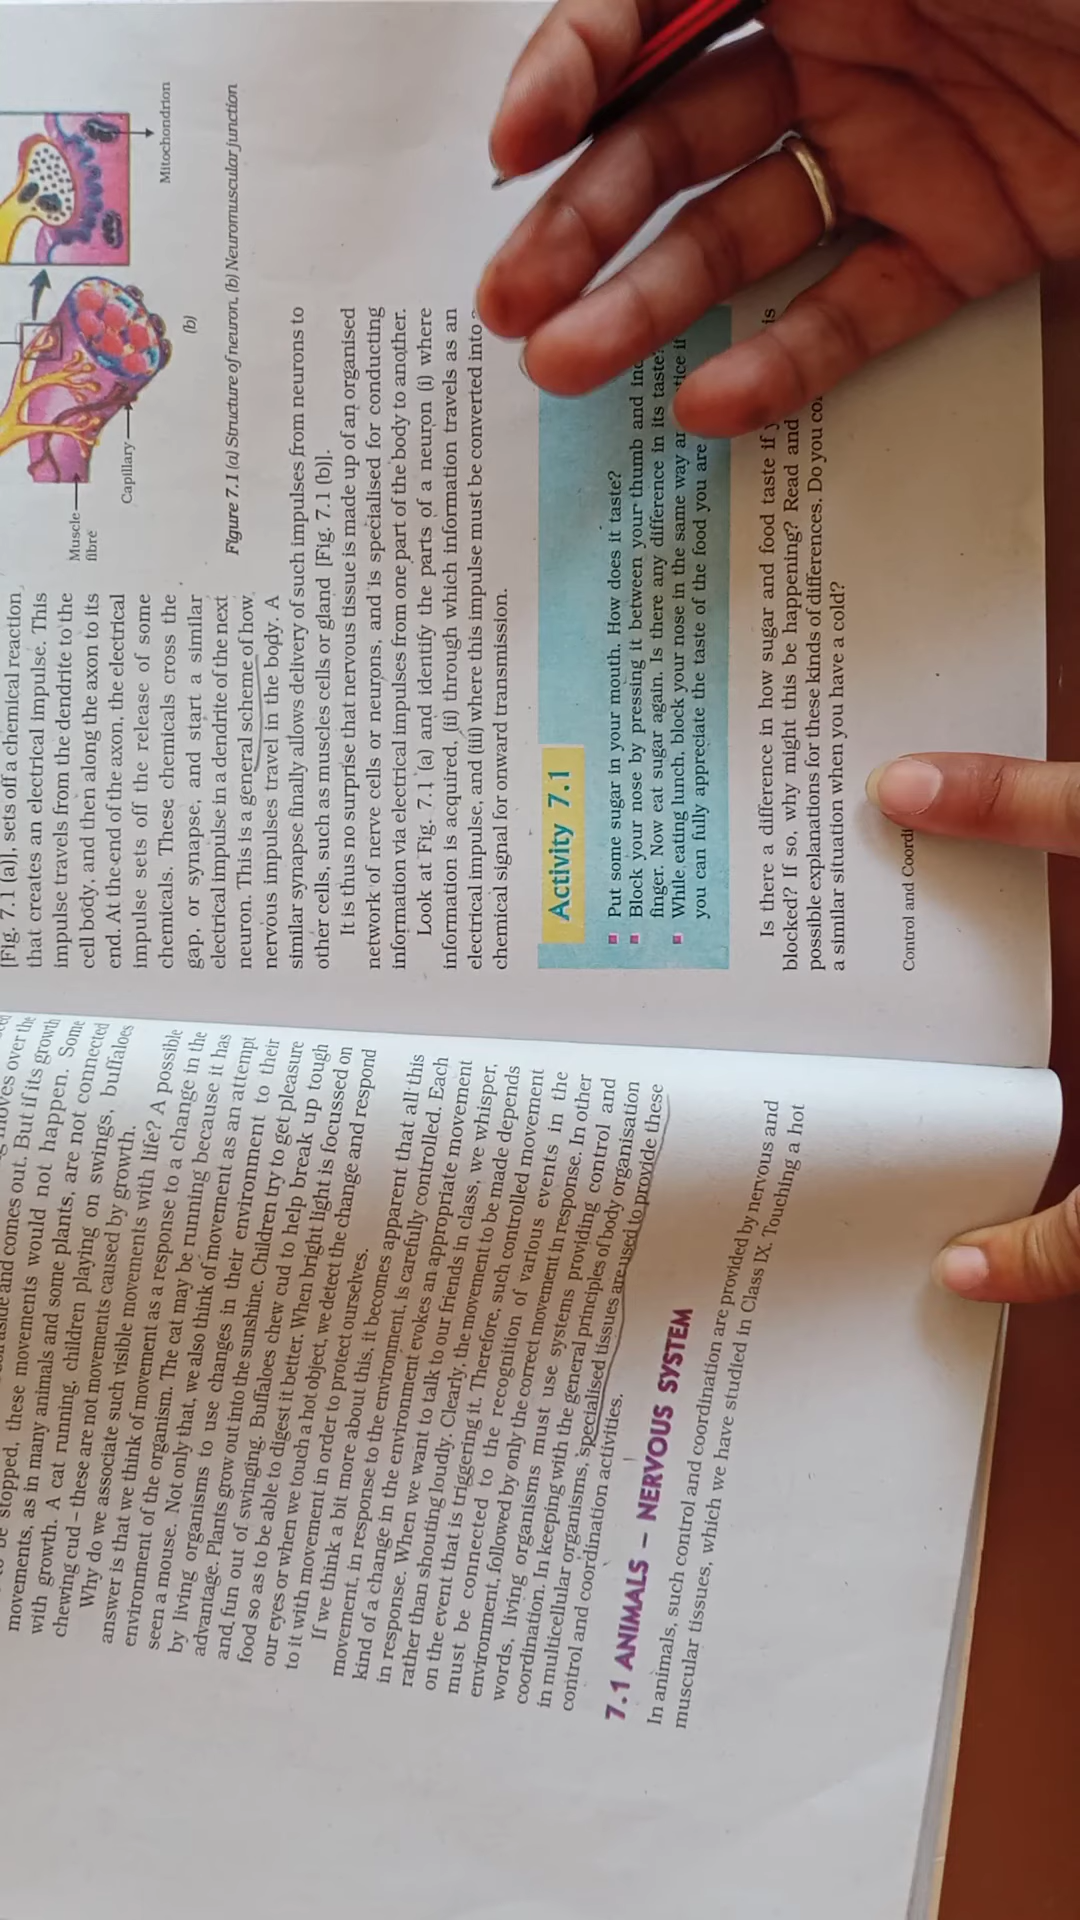 be stopped, these movements would not happen. But if its growth
movements, as in many animals and some plants, are not connected
with growth. A cat running, children playing on swings, buffaloes
chewing cud – these are not movements caused by growth.
Why do we associate such visible movements with life? A possible
answer is that we think of movement as a response to a change in the
environment of the organism. The cat may be running because it has
seen a mouse. Not only that, we also think of movement as an attempt
by living organisms to use changes in their environment to their
advantage. Plants grow out into the sunshine. Children try to get pleasure
and fun out of swinging. Buffaloes chew cud to help break up tough
food so as to be able to digest it better. When bright light is focussed on
our eyes or when we touch a hot object, we detect the change and respond
to it with movement in order to protect ourselves.
If we think a bit more about this, it becomes apparent that all this
movement, in response to the environment, is carefully controlled. Each
kind of a change in the environment evokes an appropriate movement
in response. When we want to talk to our friends in class, we whisper,
rather than shouting loudly. Clearly, the movement to be made depends
on the event that is triggering it. Therefore, such controlled movement
must be connected to the recognition of various events in the
environment, followed by only the correct movement in response. In other
words, living organisms must use systems providing control and
coordination. In keeping with the general principles of body organisation
in multicellular organisms, specialised tissues are used to provide these
control and coordination activities.
7.1 ANIMALS – NERVOUS SYSTEM
In animals, such control and coordination are provided by nervous and
muscular tissues, which we have studied in Class IX. Touching a hot
[Fig. 7.1 (a)], sets off a chemical reaction
that creates an electrical impulse. This
impulse travels from the dendrite to the
cell body, and then along the axon to its
end. At the end of the axon, the electrical
impulse sets off the release of some
chemicals. These chemicals cross the
gap, or synapse, and start a similar
electrical impulse in a dendrite of the next
neuron. This is a general scheme of how
nervous impulses travel in the body. A
similar synapse finally allows delivery of such impulses from neurons to
other cells, such as muscles cells or gland [Fig. 7.1 (b)].
Muscle
fibre
Capillary
Mitochondrion
(b)
Figure 7.1 (a) Structure of neuron, (b) Neuromuscular junction
It is thus no surprise that nervous tissue is made up of an organised
network of nerve cells or neurons, and is specialised for conducting
information via electrical impulses from one part of the body to another.
Look at Fig. 7.1 (a) and identify the parts of a neuron (i) where
information is acquired, (ii) through which information travels as an
electrical impulse, and (iii) where this impulse must be converted into
chemical signal for onward transmission.
Activity 7.1
Put some sugar in your mouth. How does it taste?
Block your nose by pressing it between your thumb and
finger. Now eat sugar again. Is there any difference in its taste?
While eating lunch, block your nose in the same way
you can fully appreciate the taste of the food you are
Is there a difference in how sugar and food taste if is
blocked? If so, why might this be happening? Read and
possible explanations for these kinds of differences. Do you
a similar situation when you have a cold?
Control and